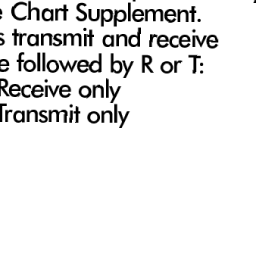 Chart Supplement.
transmit and receive
followed by R or T:
Receive only
Transmit only